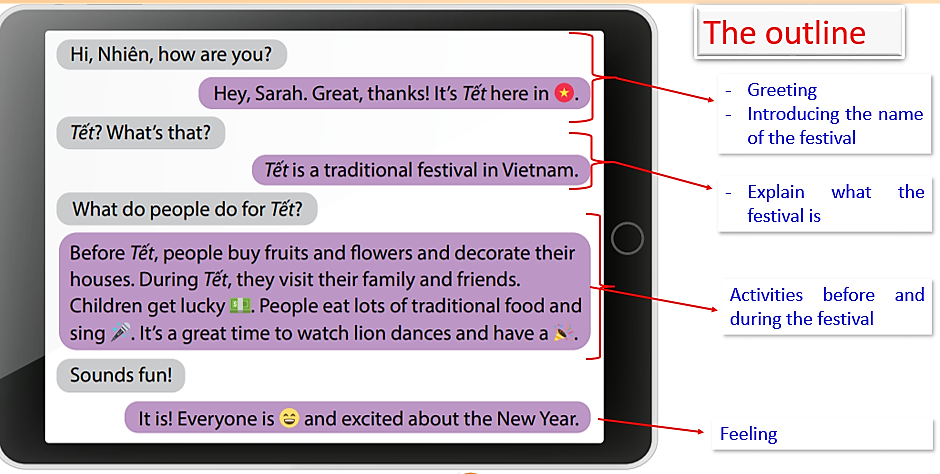 The outline
Hi, Nhiên, how are you?
Hey, Sarah. Great, thanks! It's Tết here in 🇻🇳.
Tết? What's that?
Tết is a traditional festival in Vietnam.
What do people do for Tết?
Before Tết, people buy fruits and flowers and decorate their
houses. During Tết, they visit their family and friends.
Children get lucky 💵. People eat lots of traditional food and
sing 🎤. It's a great time to watch lion dances and have a 🎉.
Sounds fun!
It is! Everyone is 😄 and excited about the New Year.
- Greeting
- Introducing the name
of the festival
- Explain what the
festival is
Activities before and
during the festival
Feeling